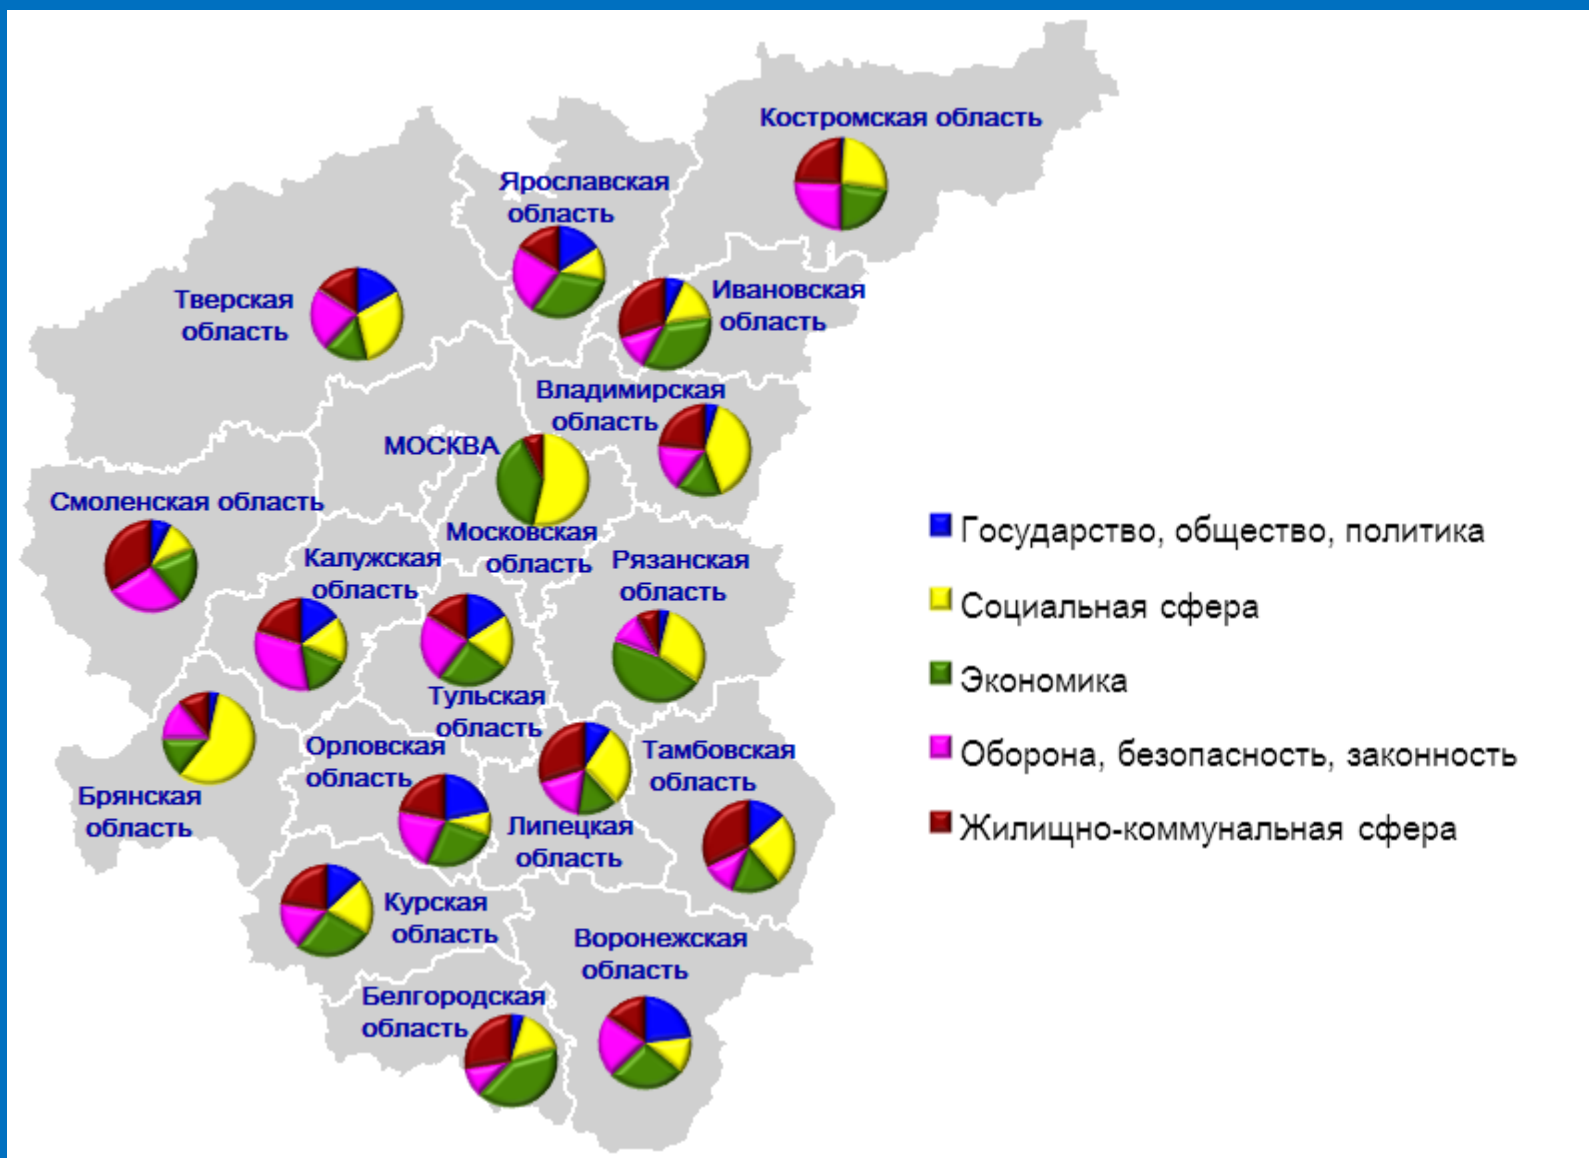 Костромская область
Ярославская
область
Тверская
область
Ивановская
область
Владимирская
область
МОСКВА
Смоленская область
Московская
область
Калужская
область
Рязанская
область
Тульская
область
Орловская
область
Тамбовская
область
Брянская
область
Липецкая
область
Курская
область
Воронежская
область
Белгородская
область
Государство, общество, политика
Социальная сфера
Экономика
Оборона, безопасность, законность
Жилищно-коммунальная сфера